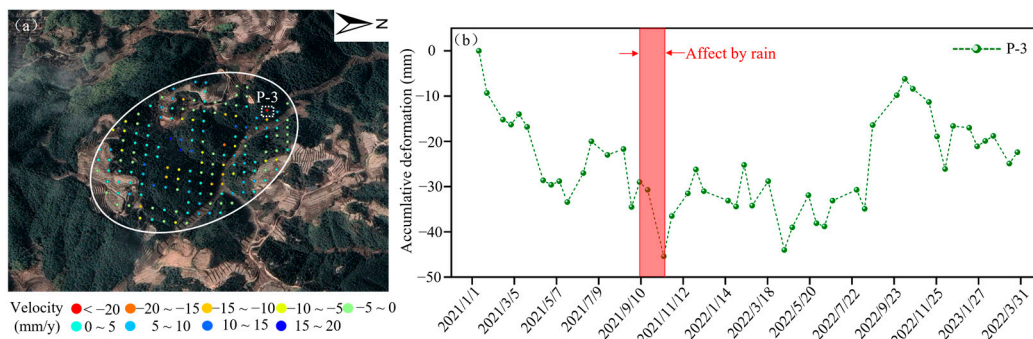 (a)
N
P-3
Velocity
(mm/y)
< −20
−20 ~ −15
−15 ~ −10
−10 ~ −5
−5 ~ 0
0 ~ 5
5 ~ 10
10 ~ 15
15 ~ 20
(b)
Affect by rain
P-3
Accumlative deformation (mm)
0
−10
−20
−30
−40
−50
2021/1/1
2021/3/5
2021/5/7
2021/7/9
2021/9/10
2021/11/12
2022/1/14
2022/3/18
2022/5/20
2022/7/22
2022/9/23
2022/11/25
2023/1/27
2022/3/31